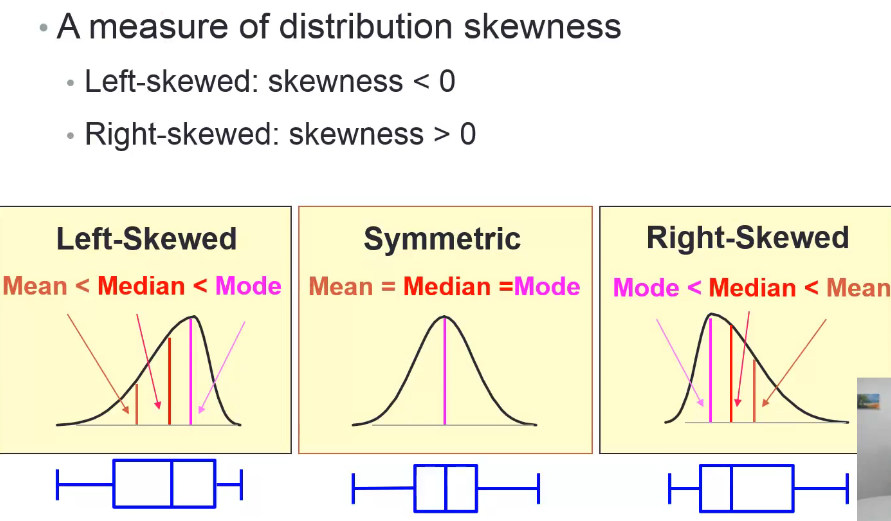 • A measure of distribution skewness
• Left-skewed: skewness < 0
• Right-skewed: skewness > 0
Left-Skewed
Mean < Median < Mode
Symmetric
Mean = Median =Mode
Right-Skewed
Mode < Median < Mean